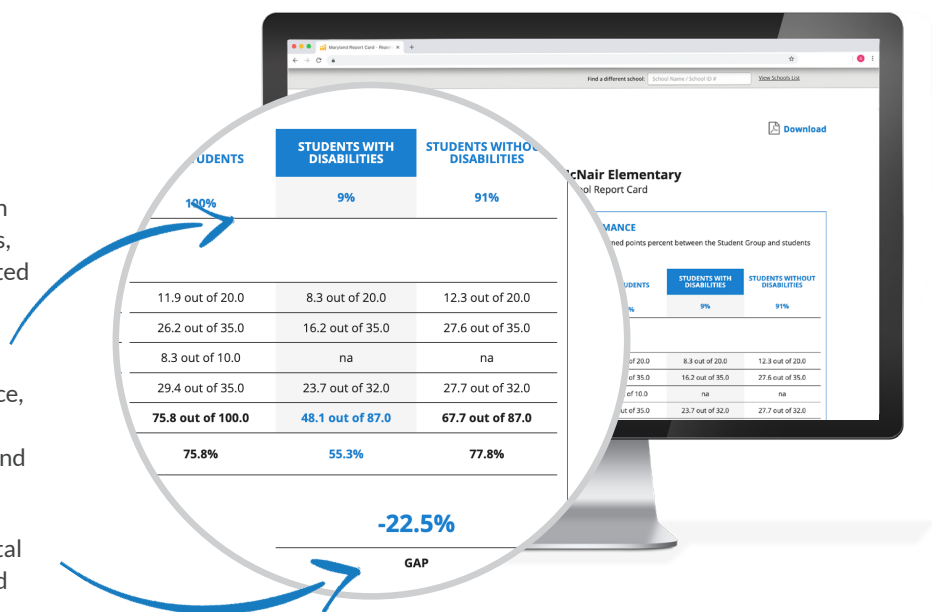 Maryland Report Card - Repor
Find a different school:
School Name / School ID #
View Schools List
Download
cNair Elementary
ool Report Card
MANCE
ned points percent between the Student Group and students
UDENTS
STUDENTS WITH
DISABILITIES
STUDENTS WITHOUT
DISABILITIES
%
9%
91%
of 20.0 8.3 out of 20.0 12.3 out of 20.0
of 35.0 16.2 out of 35.0 27.6 out of 35.0
of 10.0 na na
ut of 35.0 23.7 out of 32.0 27.7 out of 32.0
UDENTS
STUDENTS WITH
DISABILITIES
STUDENTS WITHOU
DISABILITIES
100% 9% 91%
11.9 out of 20.0 8.3 out of 20.0 12.3 out of 20.0
26.2 out of 35.0 16.2 out of 35.0 27.6 out of 35.0
8.3 out of 10.0 na na
29.4 out of 35.0 23.7 out of 32.0 27.7 out of 32.0
75.8 out of 100.0 48.1 out of 87.0 67.7 out of 87.0
75.8% 55.3% 77.8%
-22.5%
GAP